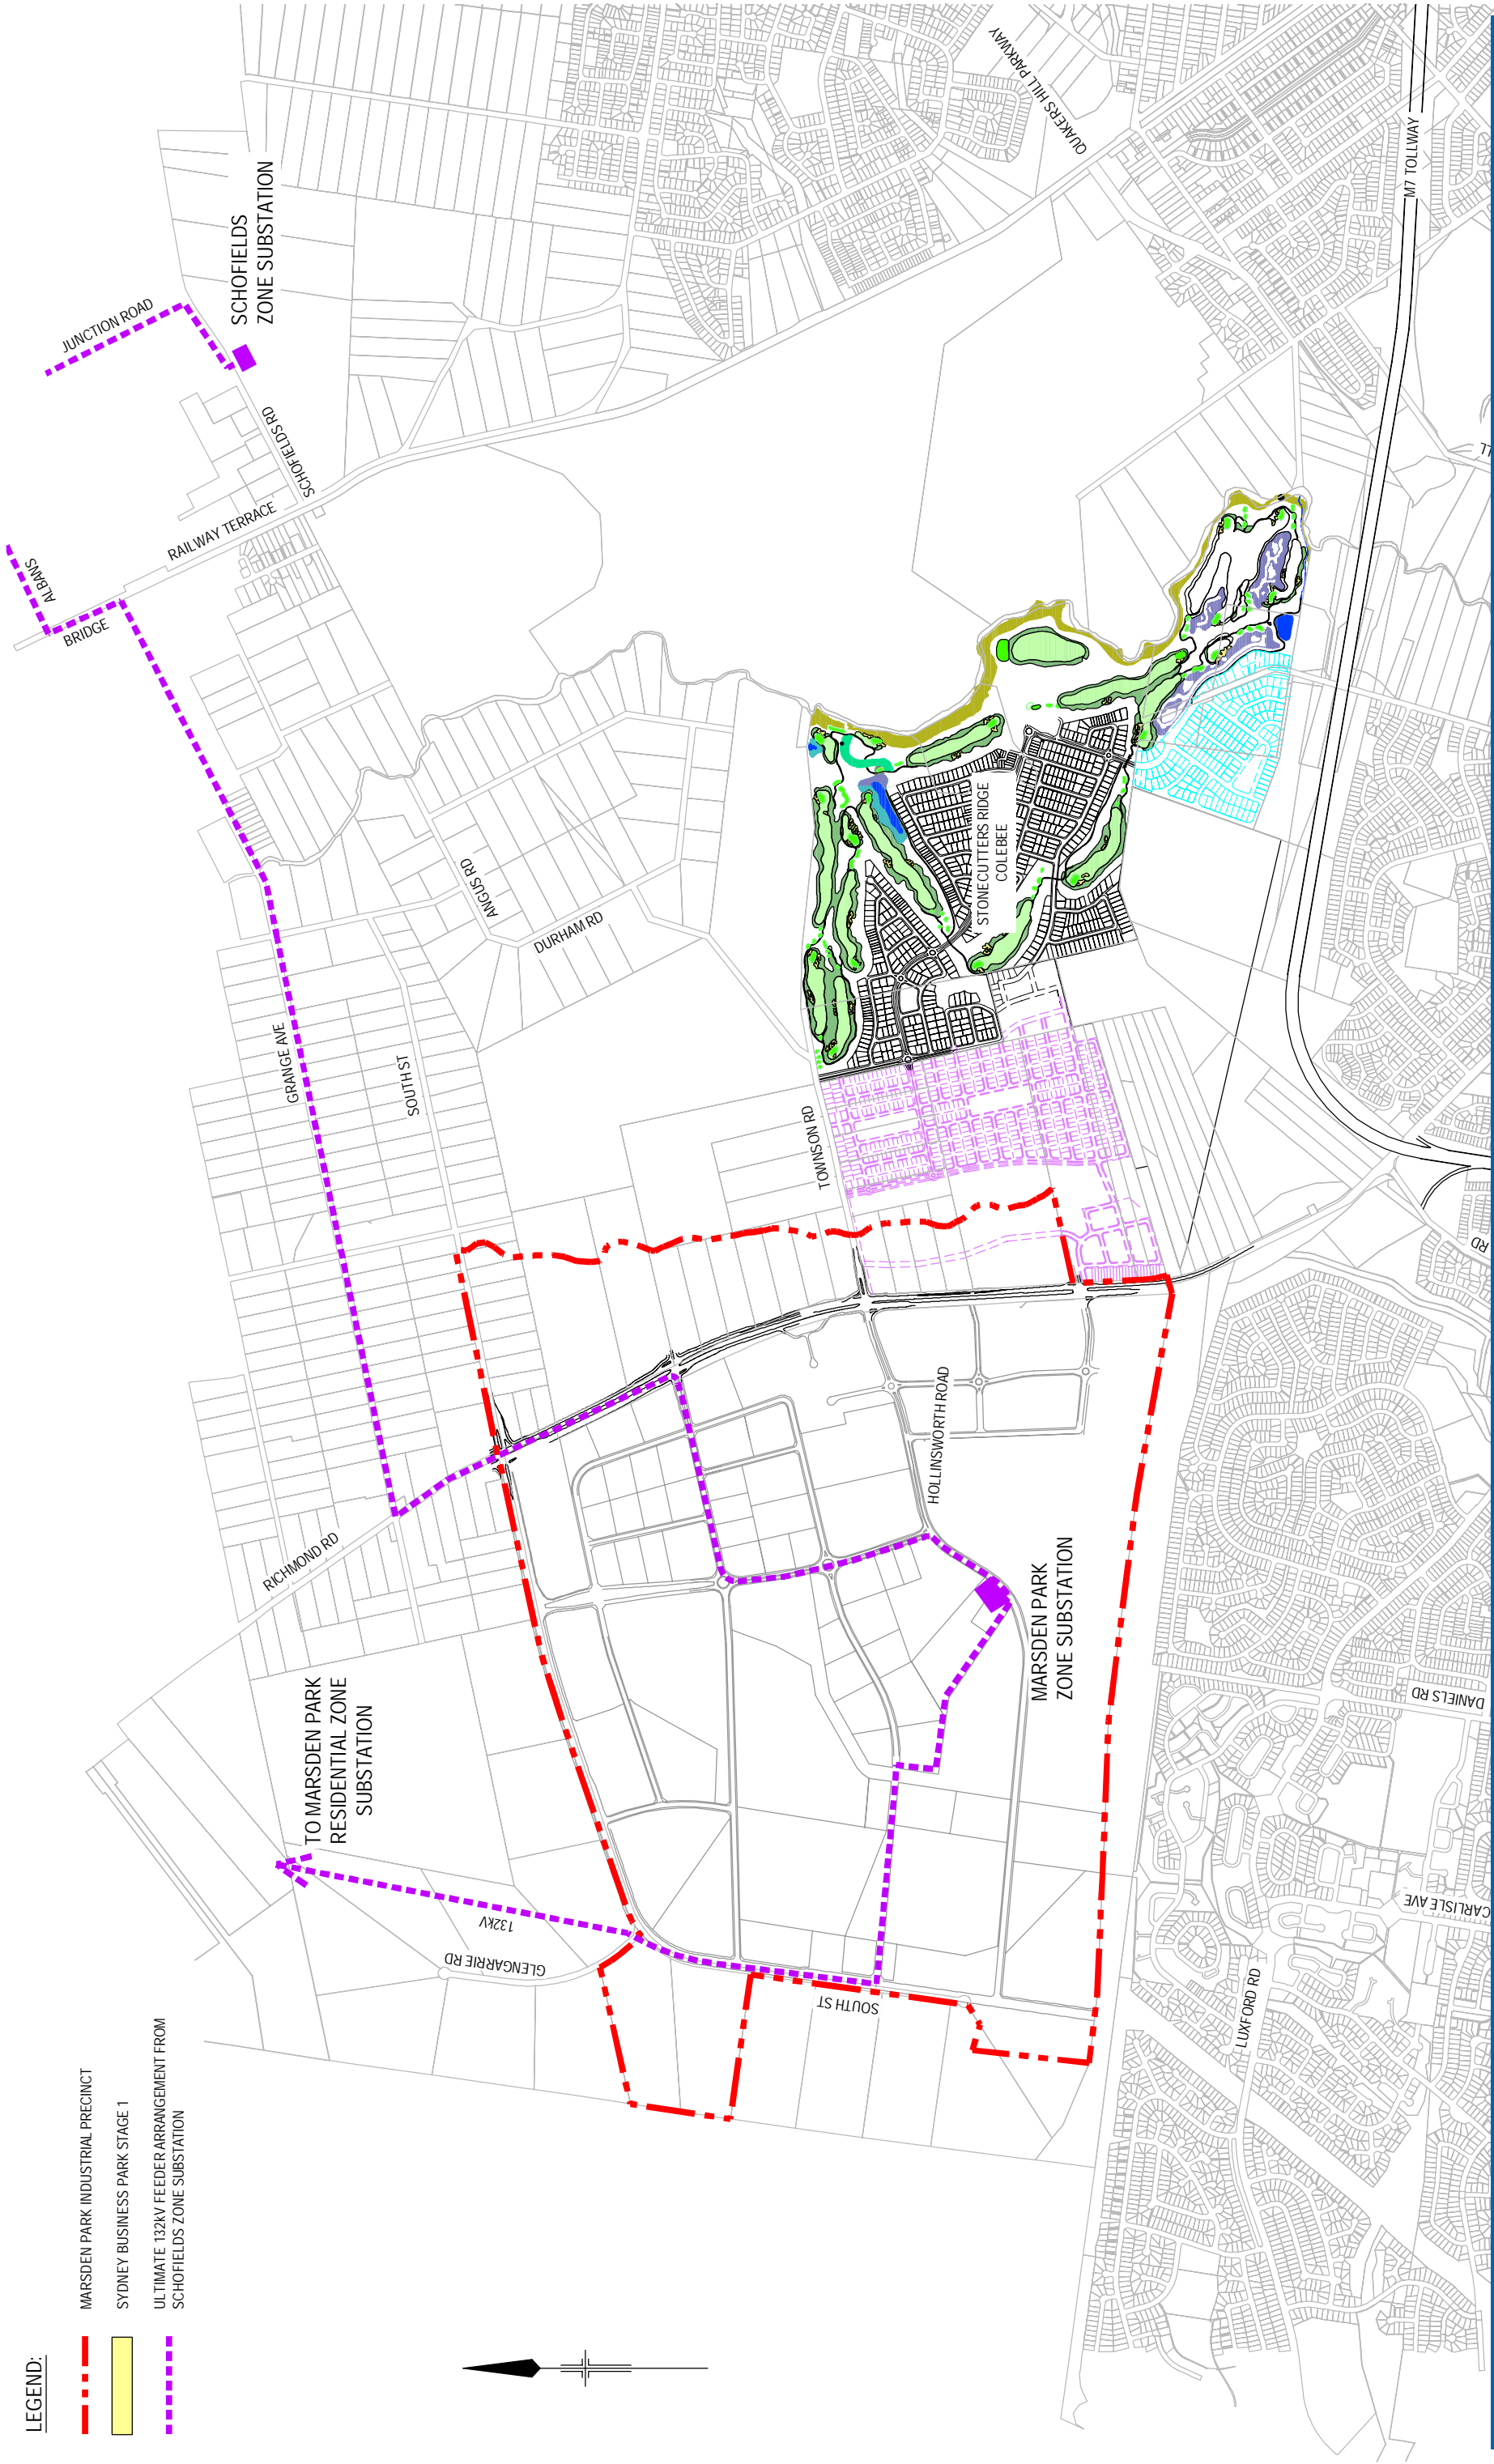 LEGEND:
MARSDEN PARK INDUSTRIAL PRECINCT
SYDNEY BUSINESS PARK STAGE 1
ULTIMATE 132kV FEEDER ARRANGEMENT FROM
SCHOFIELDS ZONE SUBSTATION
JUNCTION ROAD
SCHOFIELDS
ZONE SUBSTATION
SCHOFIELDS RD
RAILWAY TERRACE
ALBANS
BRIDGE
QUAKERS HILL PARKWAY
M7 TOLLWAY
GRANGE AVE
SOUTH ST
ANGUS RD
DURHAM RD
STONECUTTERS RIDGE
COLEBEE
TOWNSON RD
RICHMOND RD
HOLLINSWORTH ROAD
MARSDEN PARK
ZONE SUBSTATION
TO MARSDEN PARK
RESIDENTIAL ZONE
SUBSTATION
132kV
GLENGARRIE RD
SOUTH ST
DANIELS RD
CARLISLE AVE
LUXFORD RD
RD